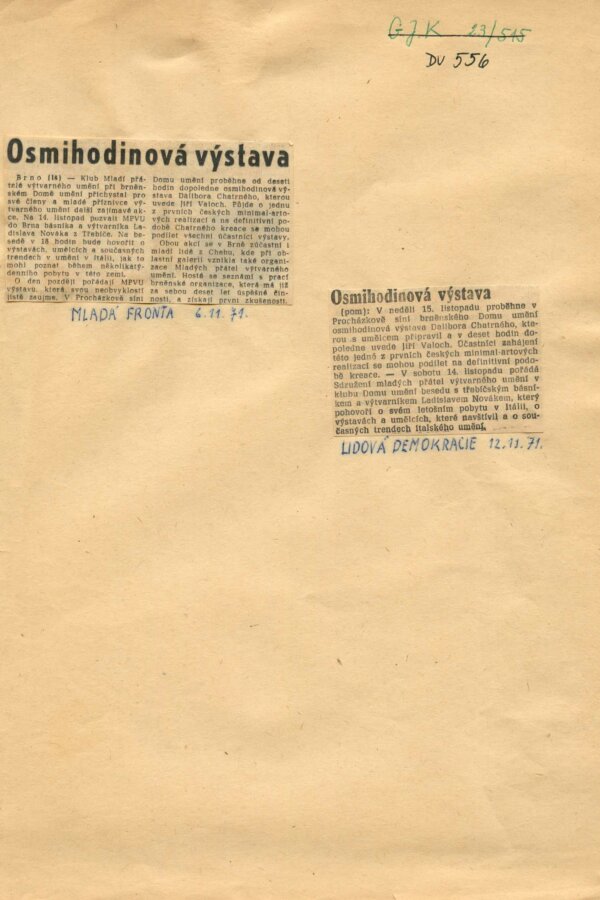 GJK 23/515
DU 556
Osmihodinová výstava
Brno (14) — Klub Mladí přá-
telé výtvarného umění při brněn-
ském Domě umění přichystal pro
své členy a mladé příznivce vý-
tvarného umění další zajímavé ak-
ce. Na 14. listopad pozvali MPVU
do Brna básníka a výtvarníka La-
dislava Nováka z Třebíče. Na be-
sedě v 18 hodin bude hovořit o
výstavách, umělcích a současných
trendech v umění v Itálii, jak to
mohl poznat během několikatý-
denního pobytu v této zemi.
O den později pořádají MPVU
výstavu, která svou neobvyklostí
jistě zaujme. V Procházkově síni
Domu umění proběhne od deseti
hodin dopoledne osmihodinová vý-
stava Dalibora Chatrného, kterou
uvede Jiří Valoch. Půjde o jednu
z prvních českých minimal-artov-
ých realizací a na definitivní po-
době Chatrného kreace se mohou
podílet všichni účastníci výstavy.
Obou akcí se v Brně zúčastní i
mladí lidé z Chebu, kde při ob-
lastní galerii vznikla také organi-
zace Mladých přátel výtvarného
umění. Hosté se seznámí s prací
brněnské organizace, která má již
za sebou deset let úspěšné čin-
nosti, a získají první zkušenosti.
MLADÁ FRONTA 6.11.71.
Osmihodinová výstava
(pom): V neděli 15. listopadu proběhne v
Procházkově síni brněnského Domu umění
osmihodinová výstava Dalibora Chatrného, kte-
rou s umělcem připravil a v deset hodin do-
poledne uvede Jiří Valoch. Účastníci zahájení
této jedné z prvních českých minimal-artových
realizací se mohou podílet na definitivní podo-
bě kreace. — V sobotu 14. listopadu pořádá
Sdružení mladých přátel výtvarného umění v
klubu Domu umění besedu s třebíčským básní-
kem a výtvarníkem Ladislavem Novákem, který
pohovoří o svém letošním pobytu v Itálii, o
výstavách a umělcích, které navštívil a o sou-
časných trendech italského umění.
LIDOVÁ DEMOKRACIE 12.11.71.